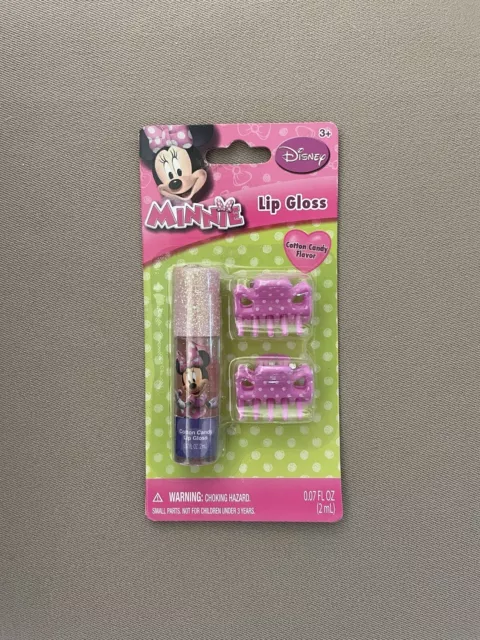 3+
Disney
MINNIE
Lip Gloss
Cotton Candy
Flavor
Cotton Candy
Lip Gloss
WARNING: CHOKING HAZARD.
SMALL PARTS. NOT FOR CHILDREN UNDER 3 YEARS.
0.07 FL OZ
(2 mL)